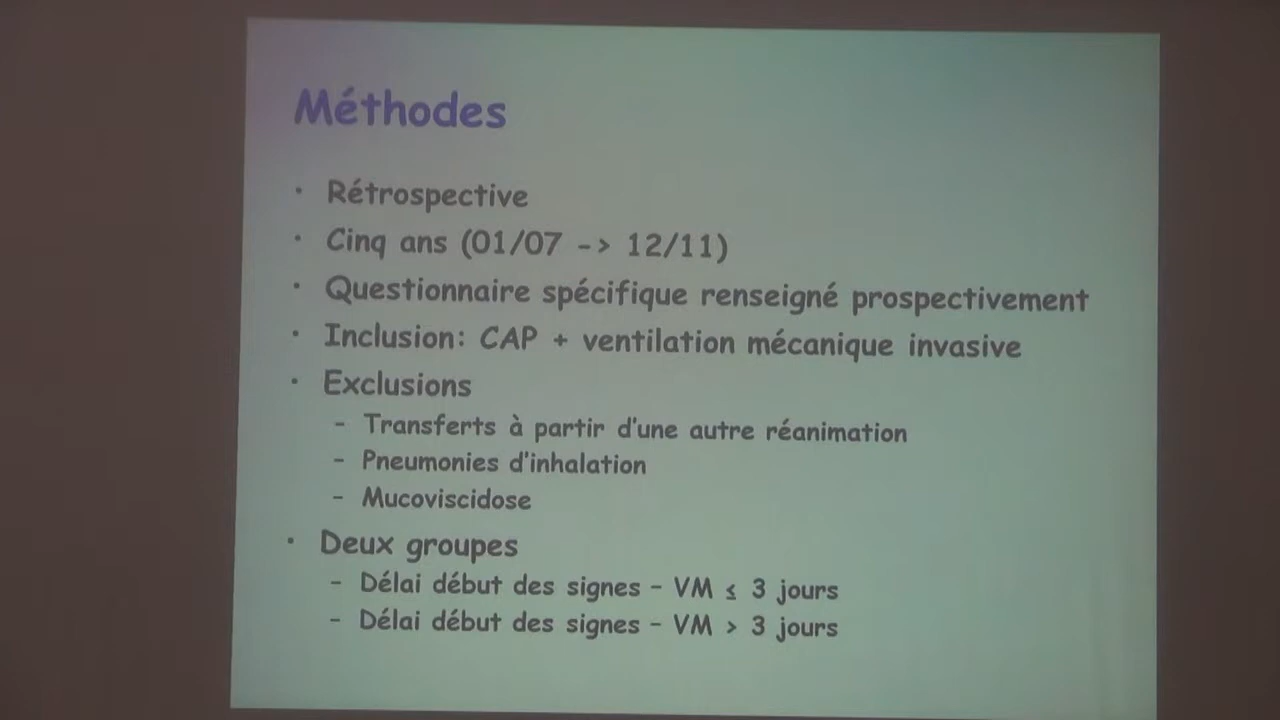 Méthodes
• Rétrospective
• Cinq ans (01/07 -> 12/11)
• Questionnaire spécifique renseigné prospectivement
• Inclusion: CAP + ventilation mécanique invasive
• Exclusions
– Transferts à partir d'une autre réanimation
– Pneumonies d'inhalation
– Mucoviscidose
• Deux groupes
– Délai début des signes – VM ≤ 3 jours
– Délai début des signes – VM > 3 jours